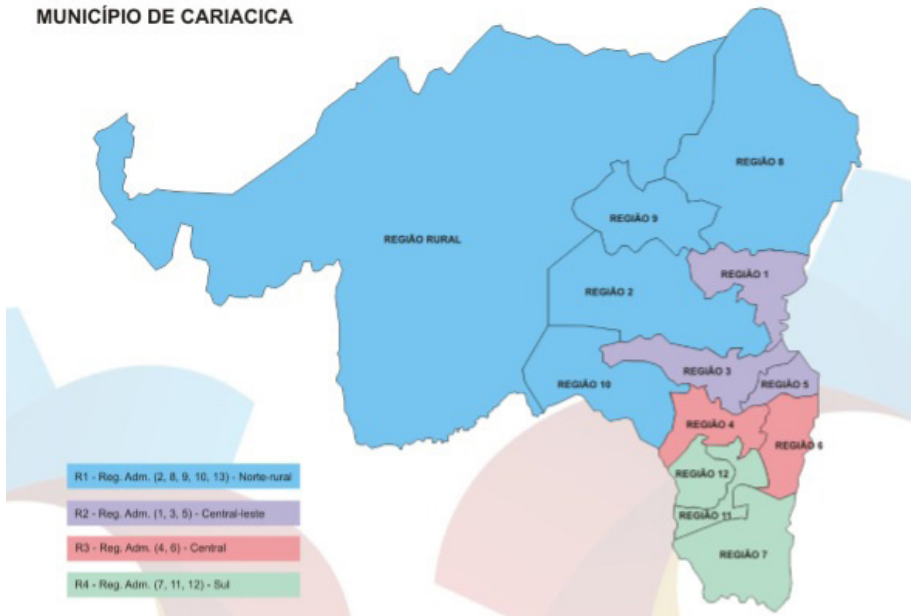 MUNICÍPIO DE CARIACICA
REGIÃO 8
REGIÃO 9
REGIÃO RURAL
REGIÃO 1
REGIÃO 2
REGIÃO 3
REGIÃO 10
REGIÃO 5
REGIÃO 4
REGIÃO 6
REGIÃO 12
REGIÃO 11
REGIÃO 7
R1 - Reg. Adm. (2, 8, 9, 10, 13) - Norte-rural
R2 - Reg. Adm. (1, 3, 5) - Central-leste
R3 - Reg. Adm. (4, 6) - Central
R4 - Reg. Adm. (7, 11, 12) - Sul